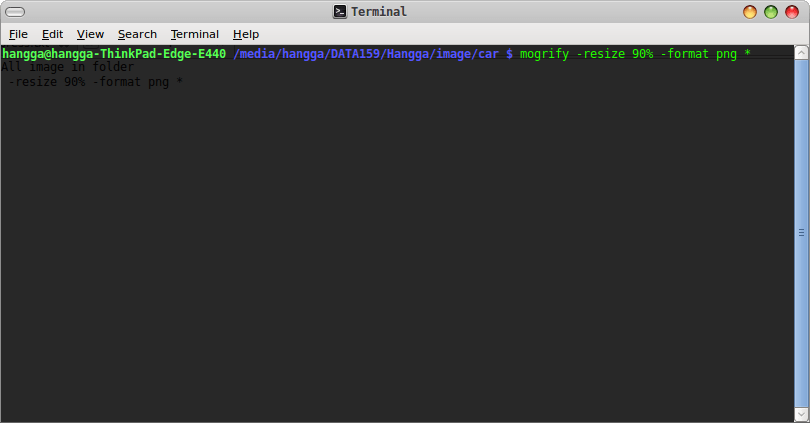 Terminal
File Edit View Search Terminal Help
hangga@hangga-ThinkPad-Edge-E440 /media/hangga/DATA159/Hangga/image/car $ mogrify -resize 90% -format png *
All image in folder
-resize 90% -format png *